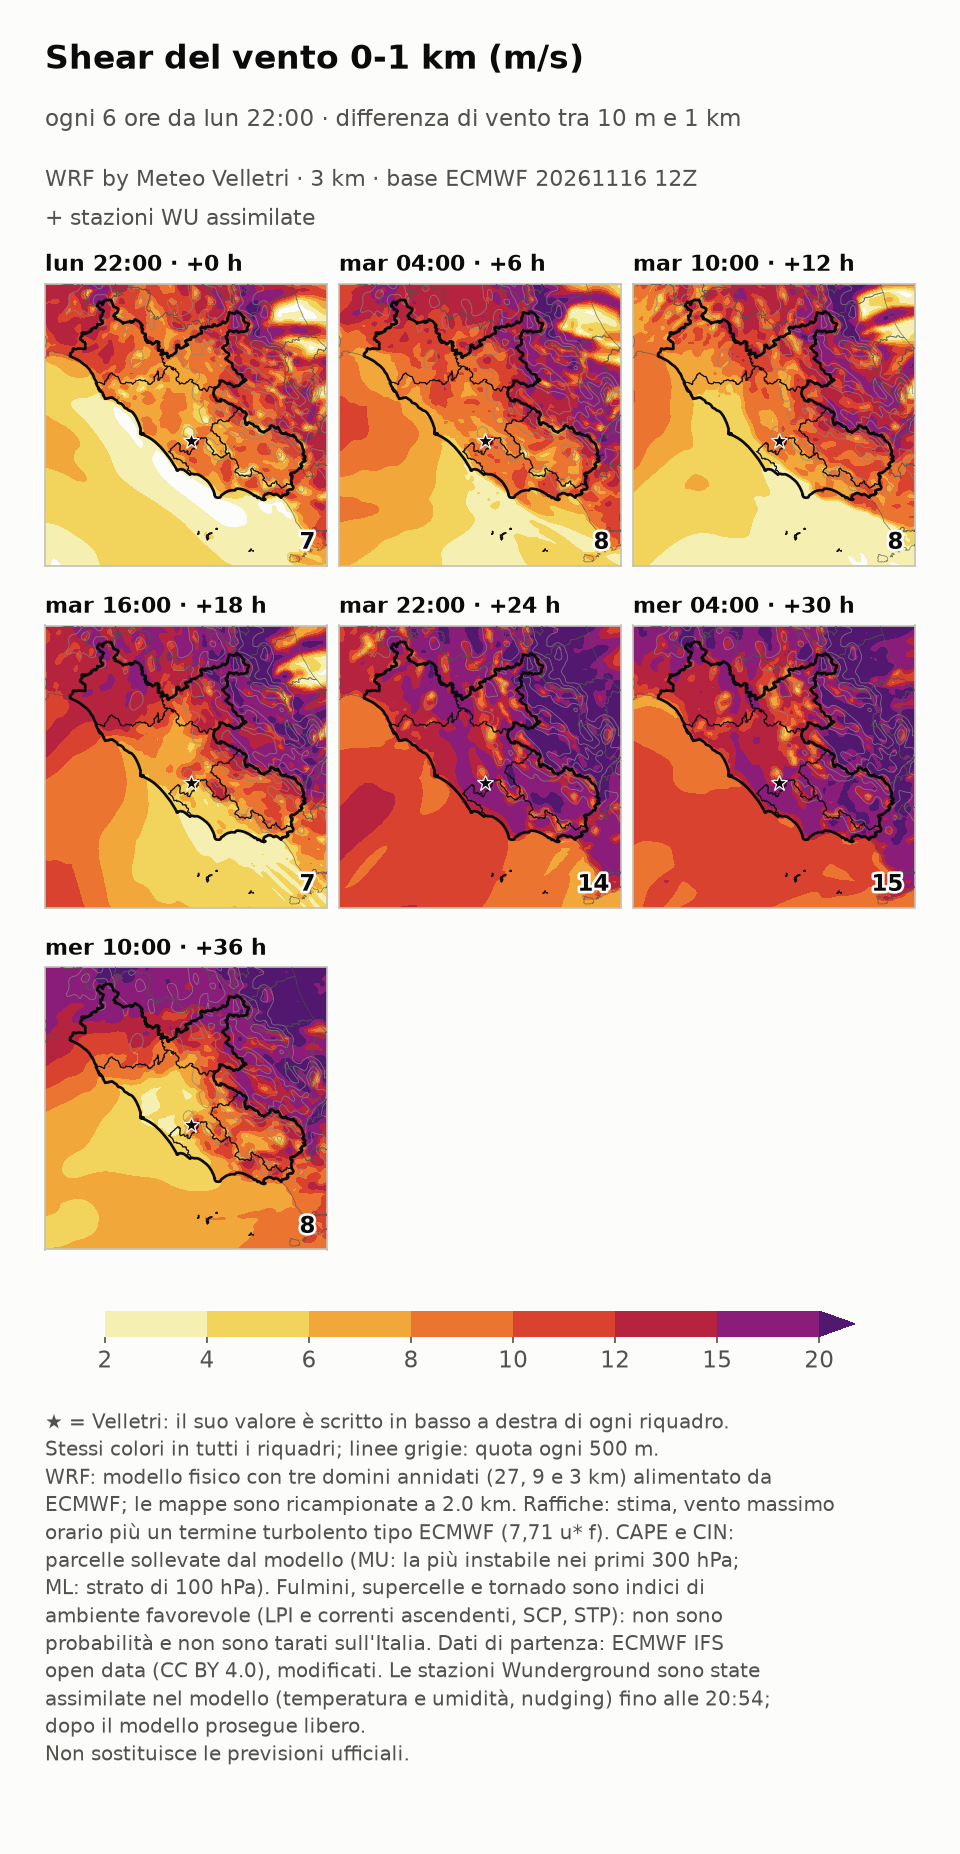 Shear del vento 0-1 km (m/s)
ogni 6 ore da lun 22:00 · differenza di vento tra 10 m e 1 km
WRF by Meteo Velletri · 3 km · base ECMWF 20261116 12Z
+ stazioni WU assimilate
lun 22:00 · +0 h
mar 04:00 · +6 h
mar 10:00 · +12 h
7
8
8
mar 16:00 · +18 h
mar 22:00 · +24 h
mer 04:00 · +30 h
7
14
15
mer 10:00 · +36 h
8
2 4 6 8 10 12 15 20
★ = Velletri: il suo valore è scritto in basso a destra di ogni riquadro.
Stessi colori in tutti i riquadri; linee grigie: quota ogni 500 m.
WRF: modello fisico con tre domini annidati (27, 9 e 3 km) alimentato da
ECMWF; le mappe sono ricampionate a 2.0 km. Raffiche: stima, vento massimo
orario più un termine turbolento tipo ECMWF (7,71 u* f). CAPE e CIN:
parcelle sollevate dal modello (MU: la più instabile nei primi 300 hPa;
ML: strato di 100 hPa). Fulmini, supercelle e tornado sono indici di
ambiente favorevole (LPI e correnti ascendenti, SCP, STP): non sono
probabilità e non sono tarati sull'Italia. Dati di partenza: ECMWF IFS
open data (CC BY 4.0), modificati. Le stazioni Wunderground sono state
assimilate nel modello (temperatura e umidità, nudging) fino alle 20:54;
dopo il modello prosegue libero.
Non sostituisce le previsioni ufficiali.